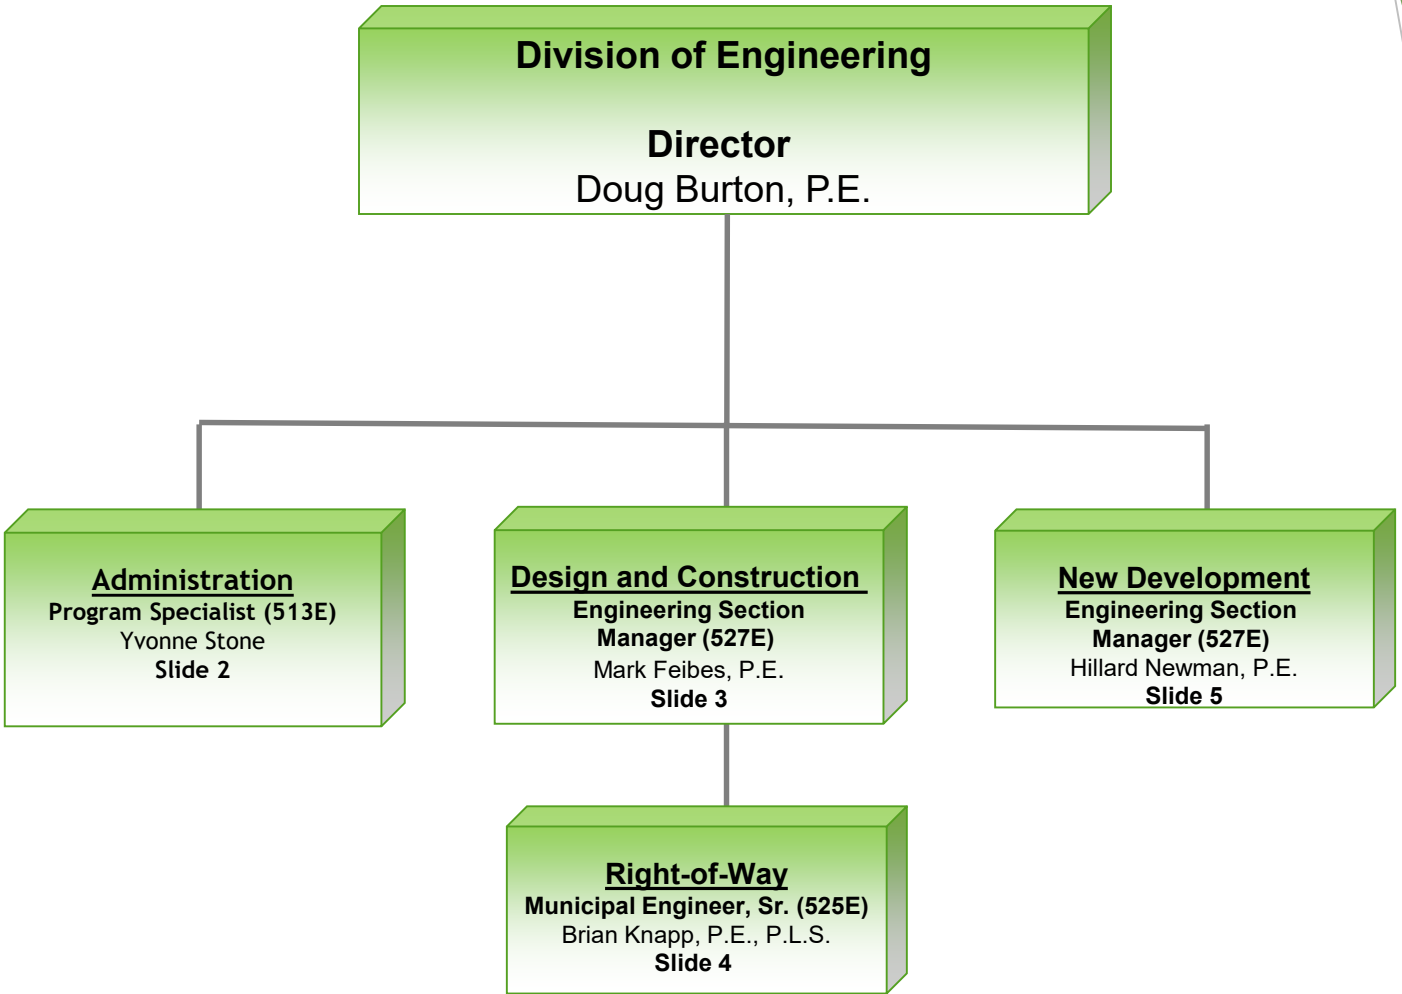 Division of Engineering
Director
Doug Burton, P.E.
Administration
Program Specialist (513E)
Yvonne Stone
Slide 2
Design and Construction
Engineering Section
Manager (527E)
Mark Feibes, P.E.
Slide 3
New Development
Engineering Section
Manager (527E)
Hillard Newman, P.E.
Slide 5
Right-of-Way
Municipal Engineer, Sr. (525E)
Brian Knapp, P.E., P.L.S.
Slide 4